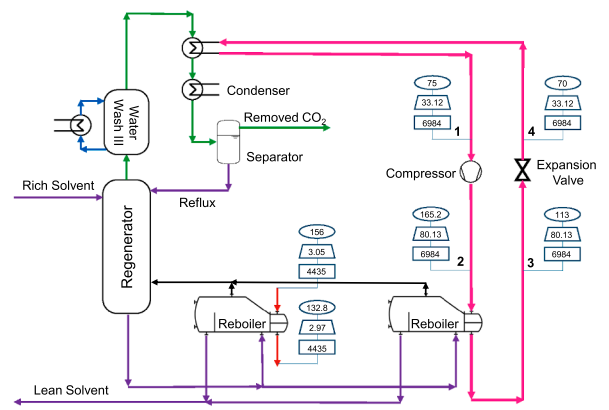 75
33.12
6984
1
70
33.12
6984
4
Condenser
Removed CO₂
Separator
Water
Wash III
Compressor
Expansion
Valve
Rich Solvent
Reflux
Regenerator
165.2
80.13
6984
2
113
80.13
6984
3
156
3.05
4435
Reboiler
132.8
2.97
4435
Reboiler
Lean Solvent